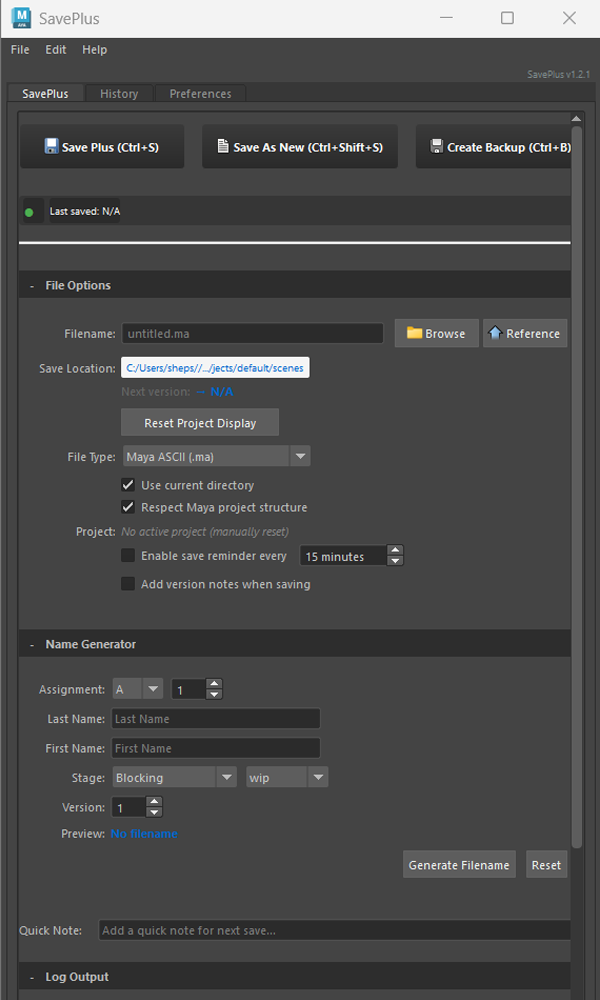 M
AYA
SavePlus
File Edit Help
SavePlus v1.2.1
SavePlus History Preferences
Save Plus (Ctrl+S) Save As New (Ctrl+Shift+S) Create Backup (Ctrl+B)
Last saved: N/A
- File Options
Filename: untitled.ma Browse Reference
Save Location: C:/Users/sheps//.../jects/default/scenes
Next version: — N/A
Reset Project Display
File Type: Maya ASCII (.ma)
Use current directory
Respect Maya project structure
Project: No active project (manually reset)
Enable save reminder every 15 minutes
Add version notes when saving
- Name Generator
Assignment: A 1
Last Name: Last Name
First Name: First Name
Stage: Blocking wip
Version: 1
Preview: No filename
Generate Filename Reset
Quick Note: Add a quick note for next save...
- Log Output